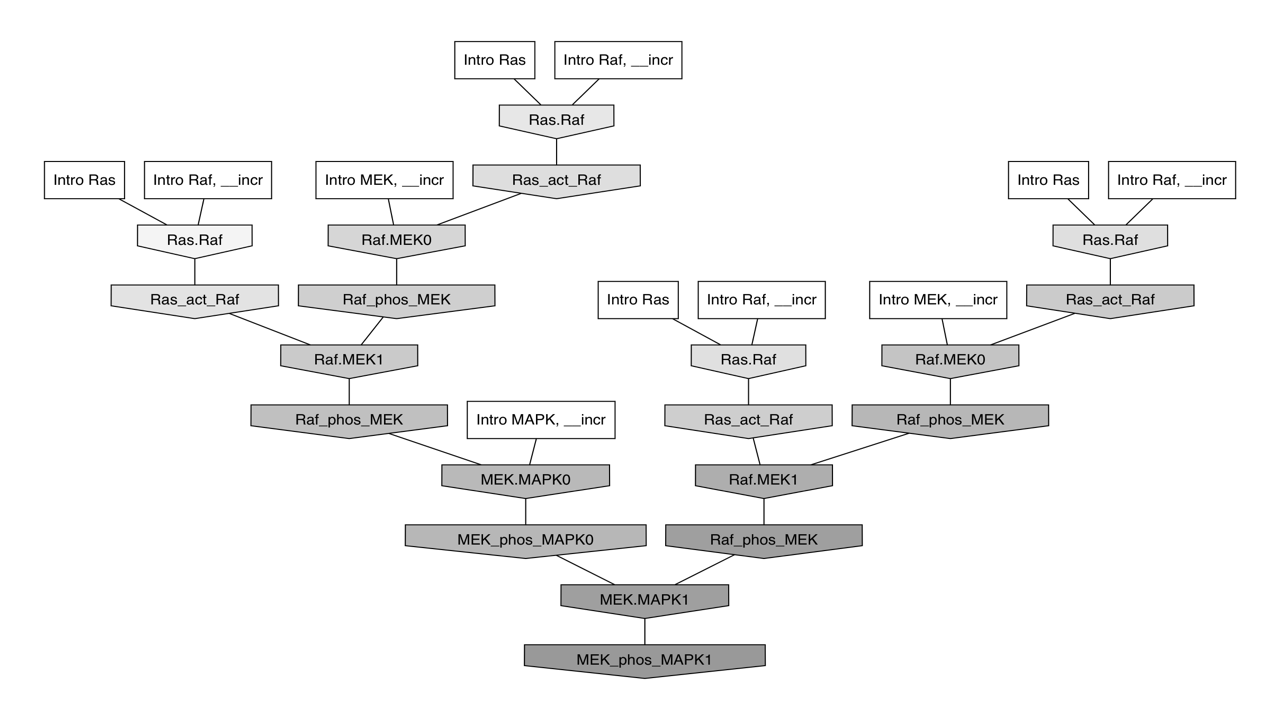 Intro Ras
Intro Raf, __incr
Ras.Raf
Intro Ras
Intro Raf, __incr
Intro MEK, __incr
Ras_act_Raf
Intro Ras
Intro Raf, __incr
Ras.Raf
Raf.MEK0
Ras.Raf
Ras_act_Raf
Raf_phos_MEK
Intro Ras
Intro Raf, __incr
Intro MEK, __incr
Ras_act_Raf
Raf.MEK1
Ras.Raf
Raf.MEK0
Raf_phos_MEK
Intro MAPK, __incr
Ras_act_Raf
Raf_phos_MEK
MEK.MAPK0
Raf.MEK1
MEK_phos_MAPK0
Raf_phos_MEK
MEK.MAPK1
MEK_phos_MAPK1